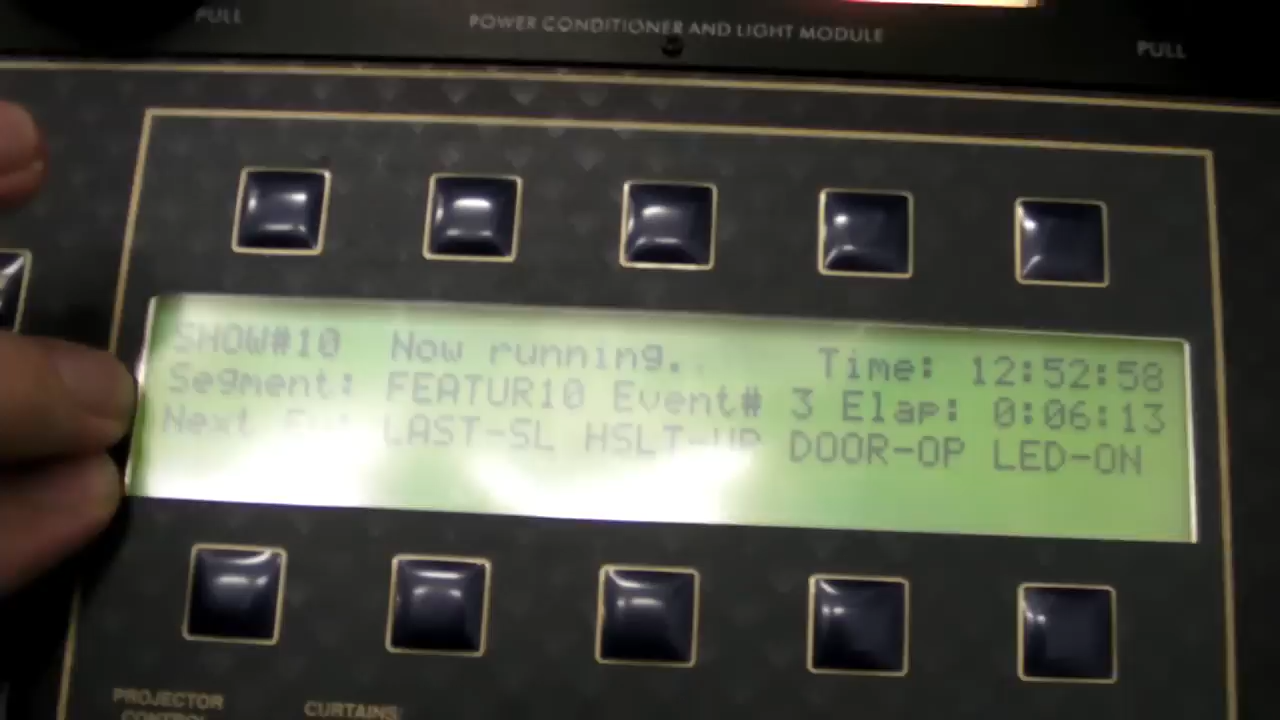 PULL
POWER CONDITIONER AND LIGHT MODULE
PULL
SHOW#10 Now running. Time: 12:52:58
Segment: FEATUR10 Event# 3 Elap: 0:06:13
Next Ev: LAST-SL HSLT-UP DOOR-OP LED-ON
PROJECTOR
CONTROL
CURTAINS